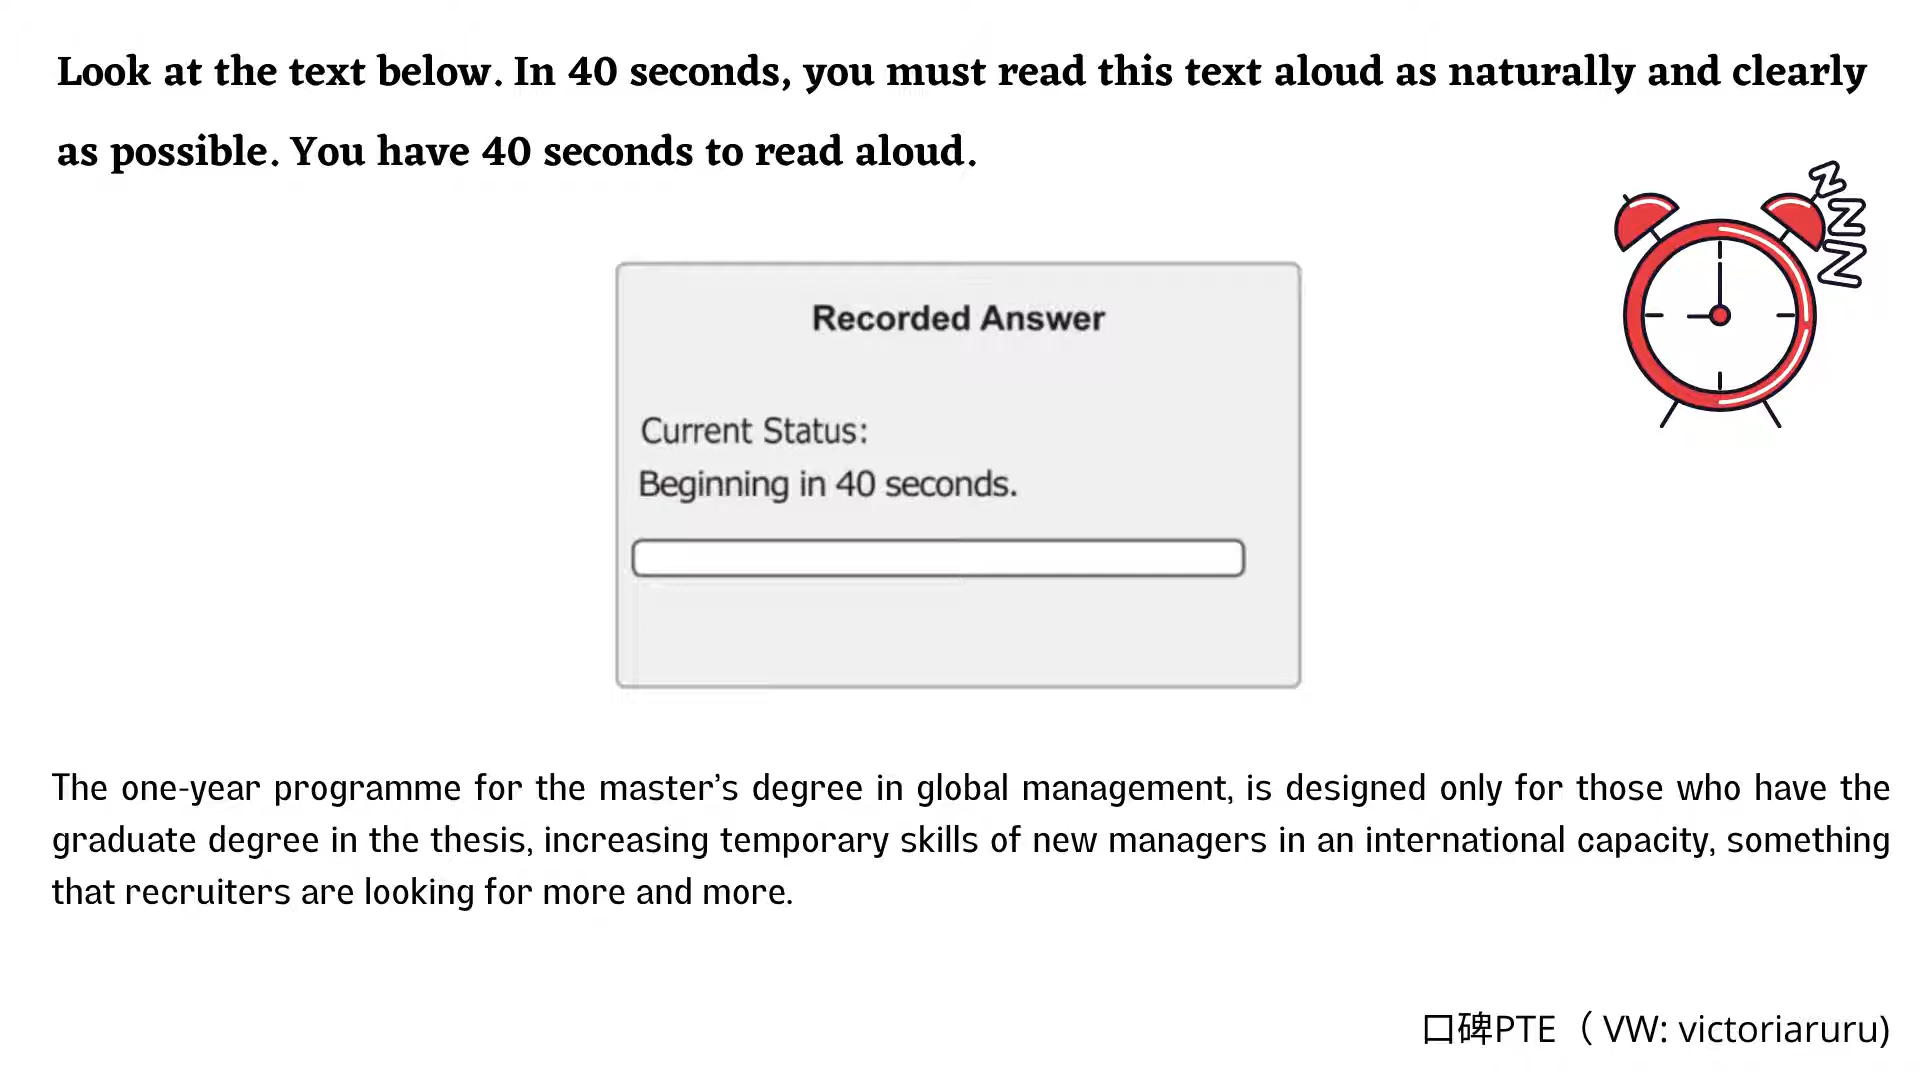 Look at the text below. In 40 seconds, you must read this text aloud as naturally and clearly
as possible. You have 40 seconds to read aloud.
Z
Z
Z
Recorded Answer
Current Status:
Beginning in 40 seconds.
The one-year programme for the master’s degree in global management, is designed only for those who have the
graduate degree in the thesis, increasing temporary skills of new managers in an international capacity, something
that recruiters are looking for more and more.
口碑PTE（ VW: victoriaruru)